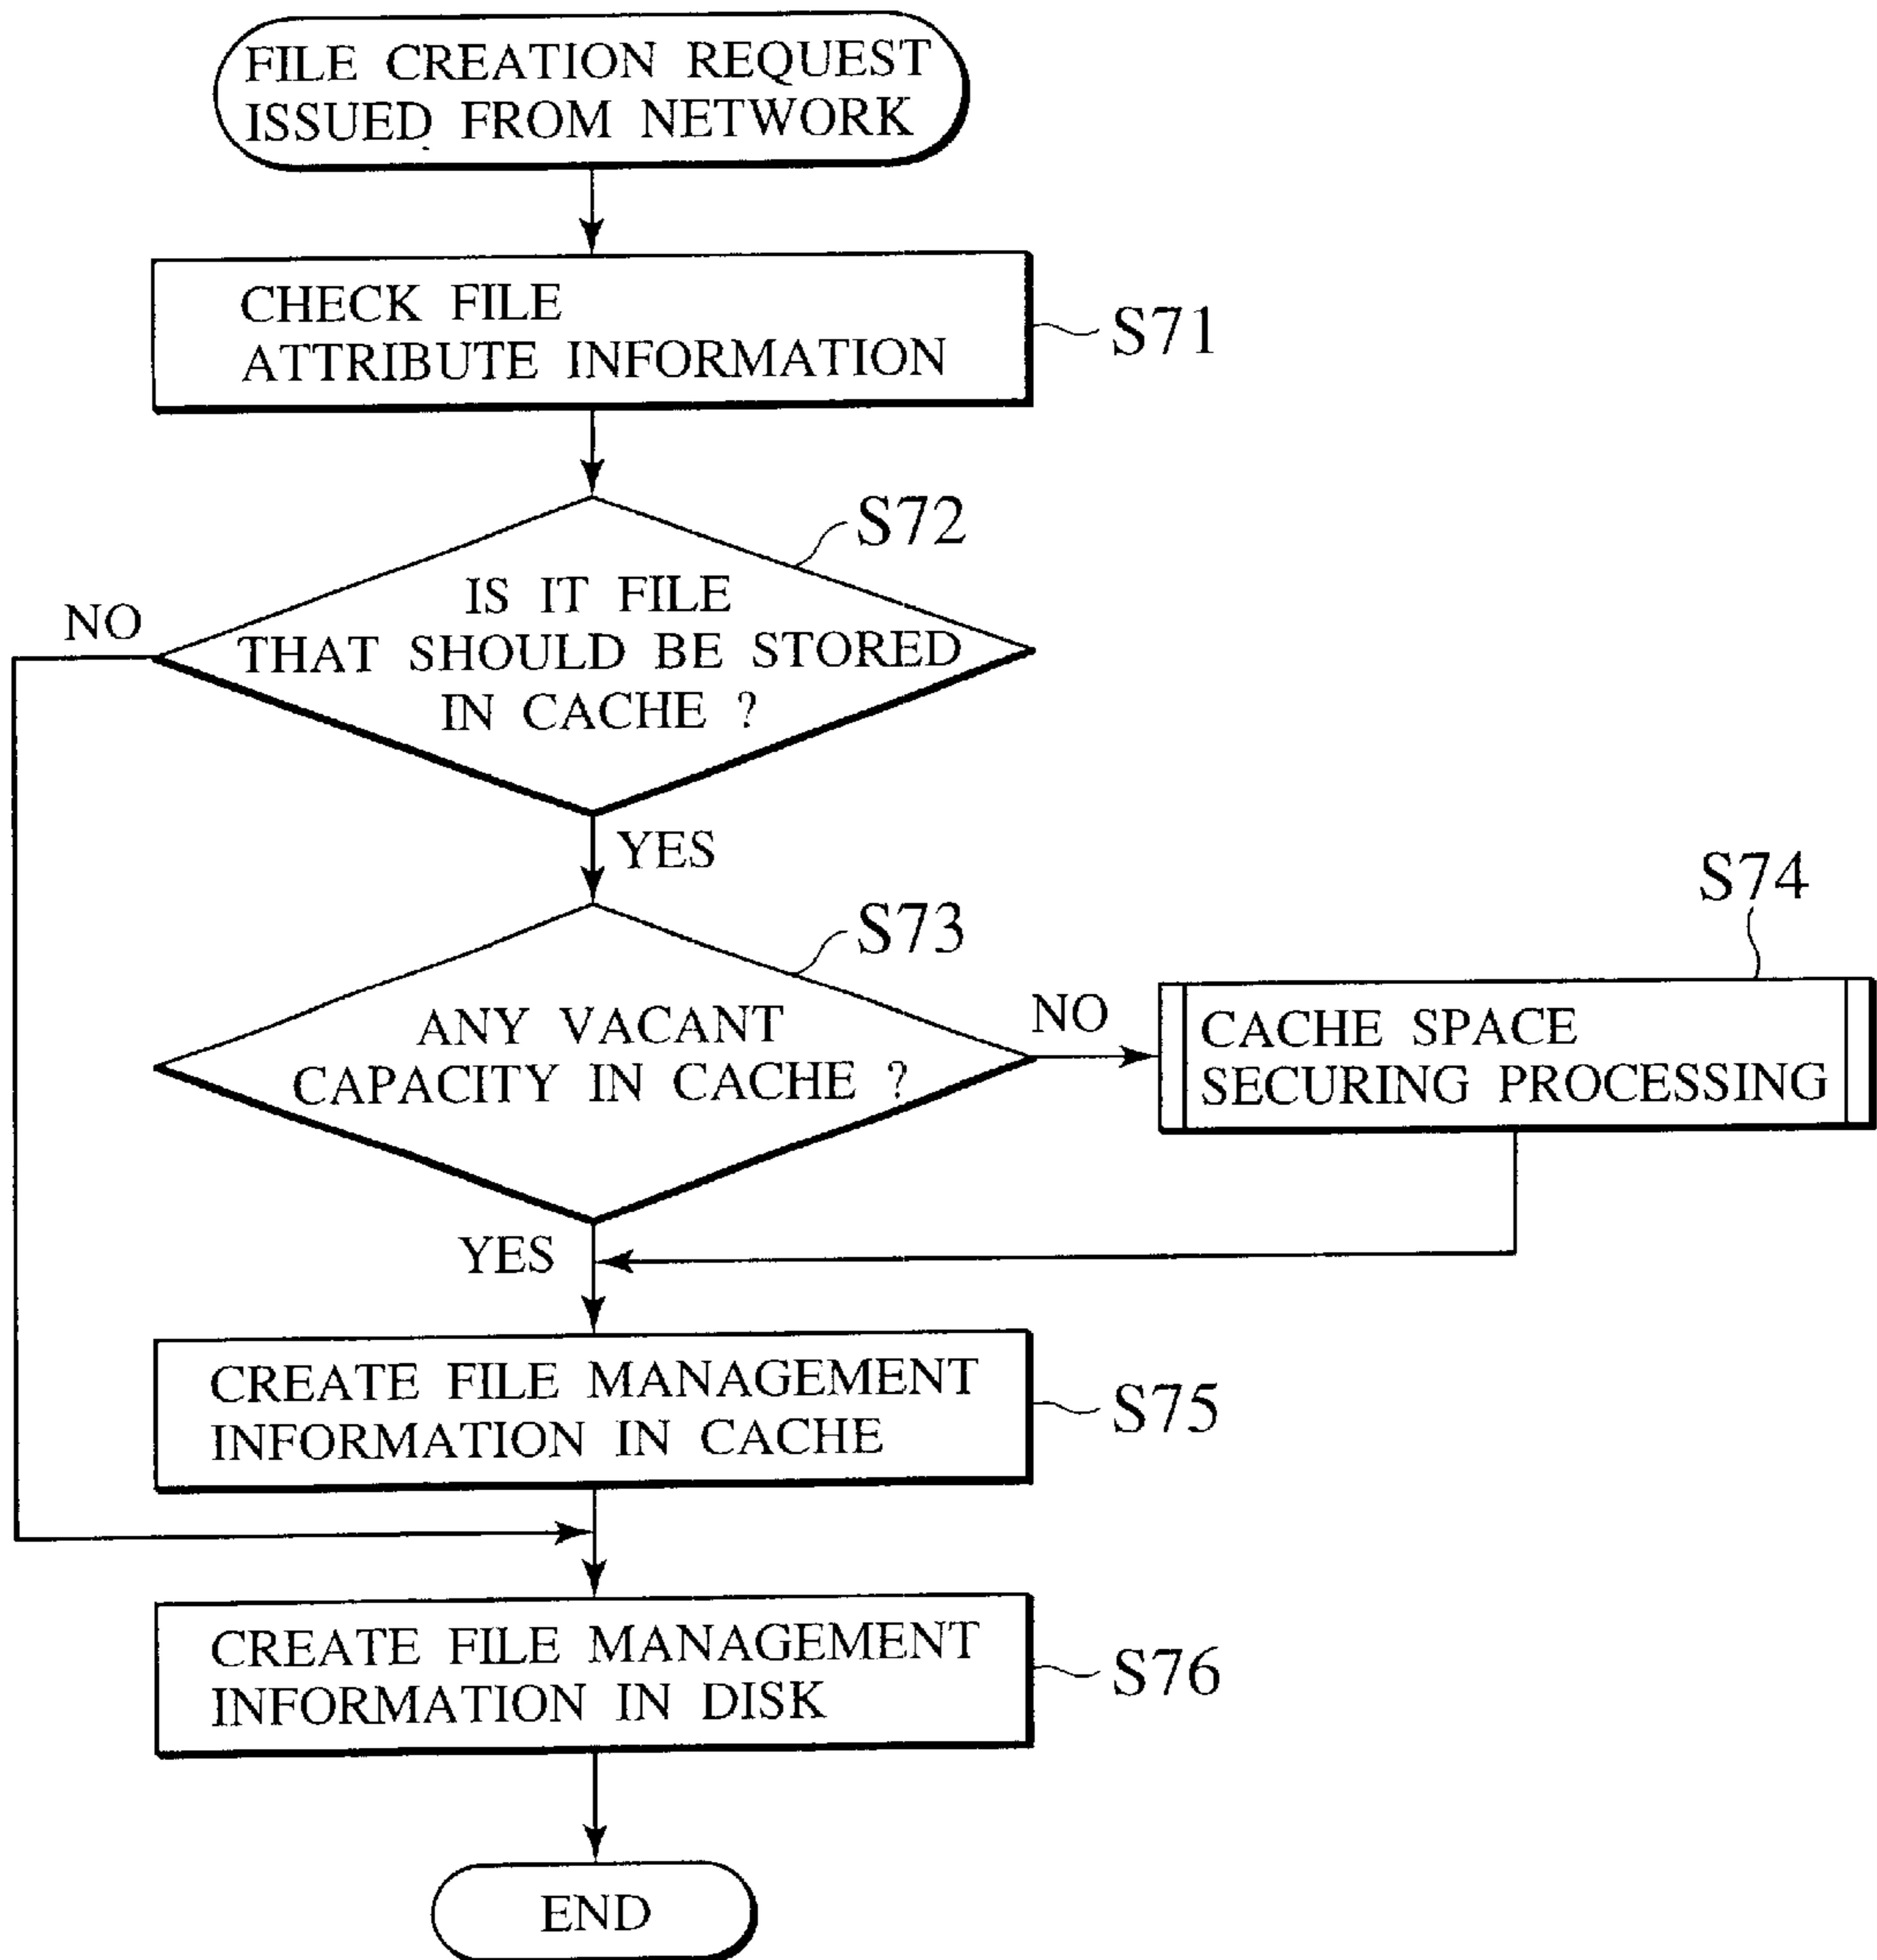 FILE CREATION REQUEST
ISSUED FROM NETWORK
CHECK FILE
ATTRIBUTE INFORMATION
S71
S72
IS IT FILE
THAT SHOULD BE STORED
IN CACHE ?
NO
YES
S73
ANY VACANT
CAPACITY IN CACHE ?
NO
S74
CACHE SPACE
SECURING PROCESSING
YES
CREATE FILE MANAGEMENT
INFORMATION IN CACHE
S75
CREATE FILE MANAGEMENT
INFORMATION IN DISK
S76
END